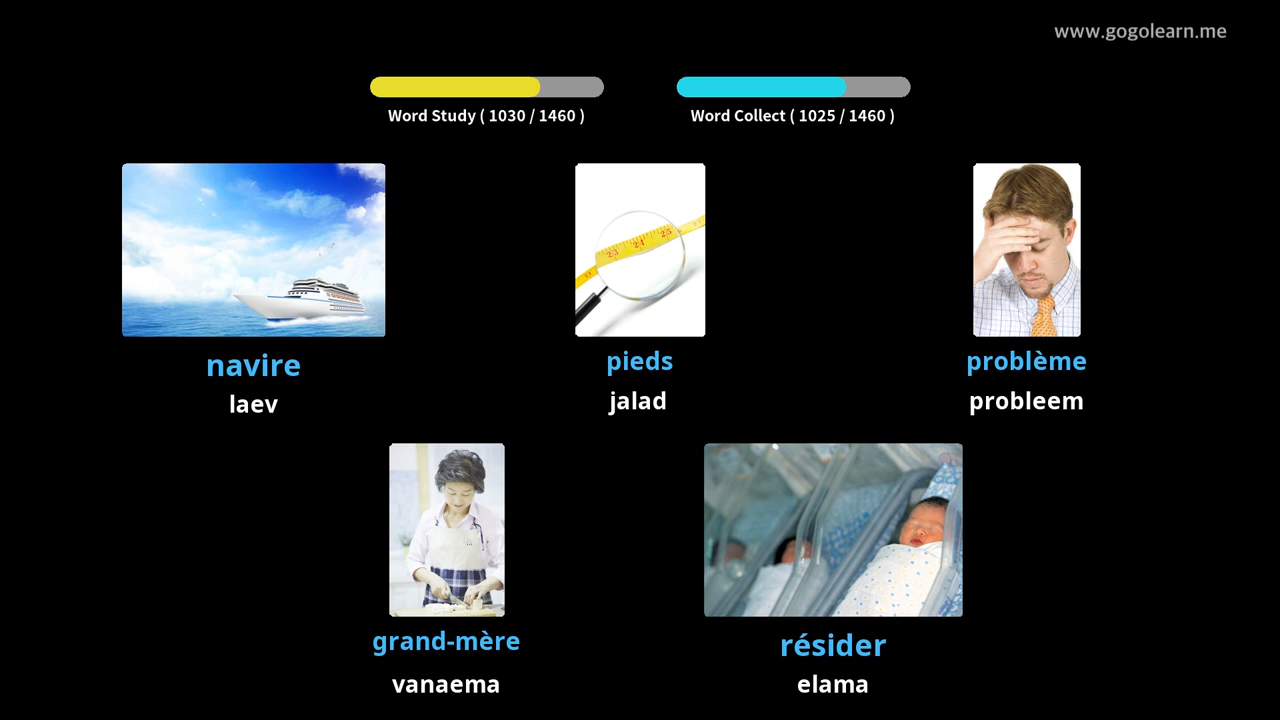 www.gogolearn.me
Word Study ( 1030 / 1460 )
Word Collect ( 1025 / 1460 )
navire
laev
pieds
jalad
problème
probleem
grand-mère
vanaema
résider
elama